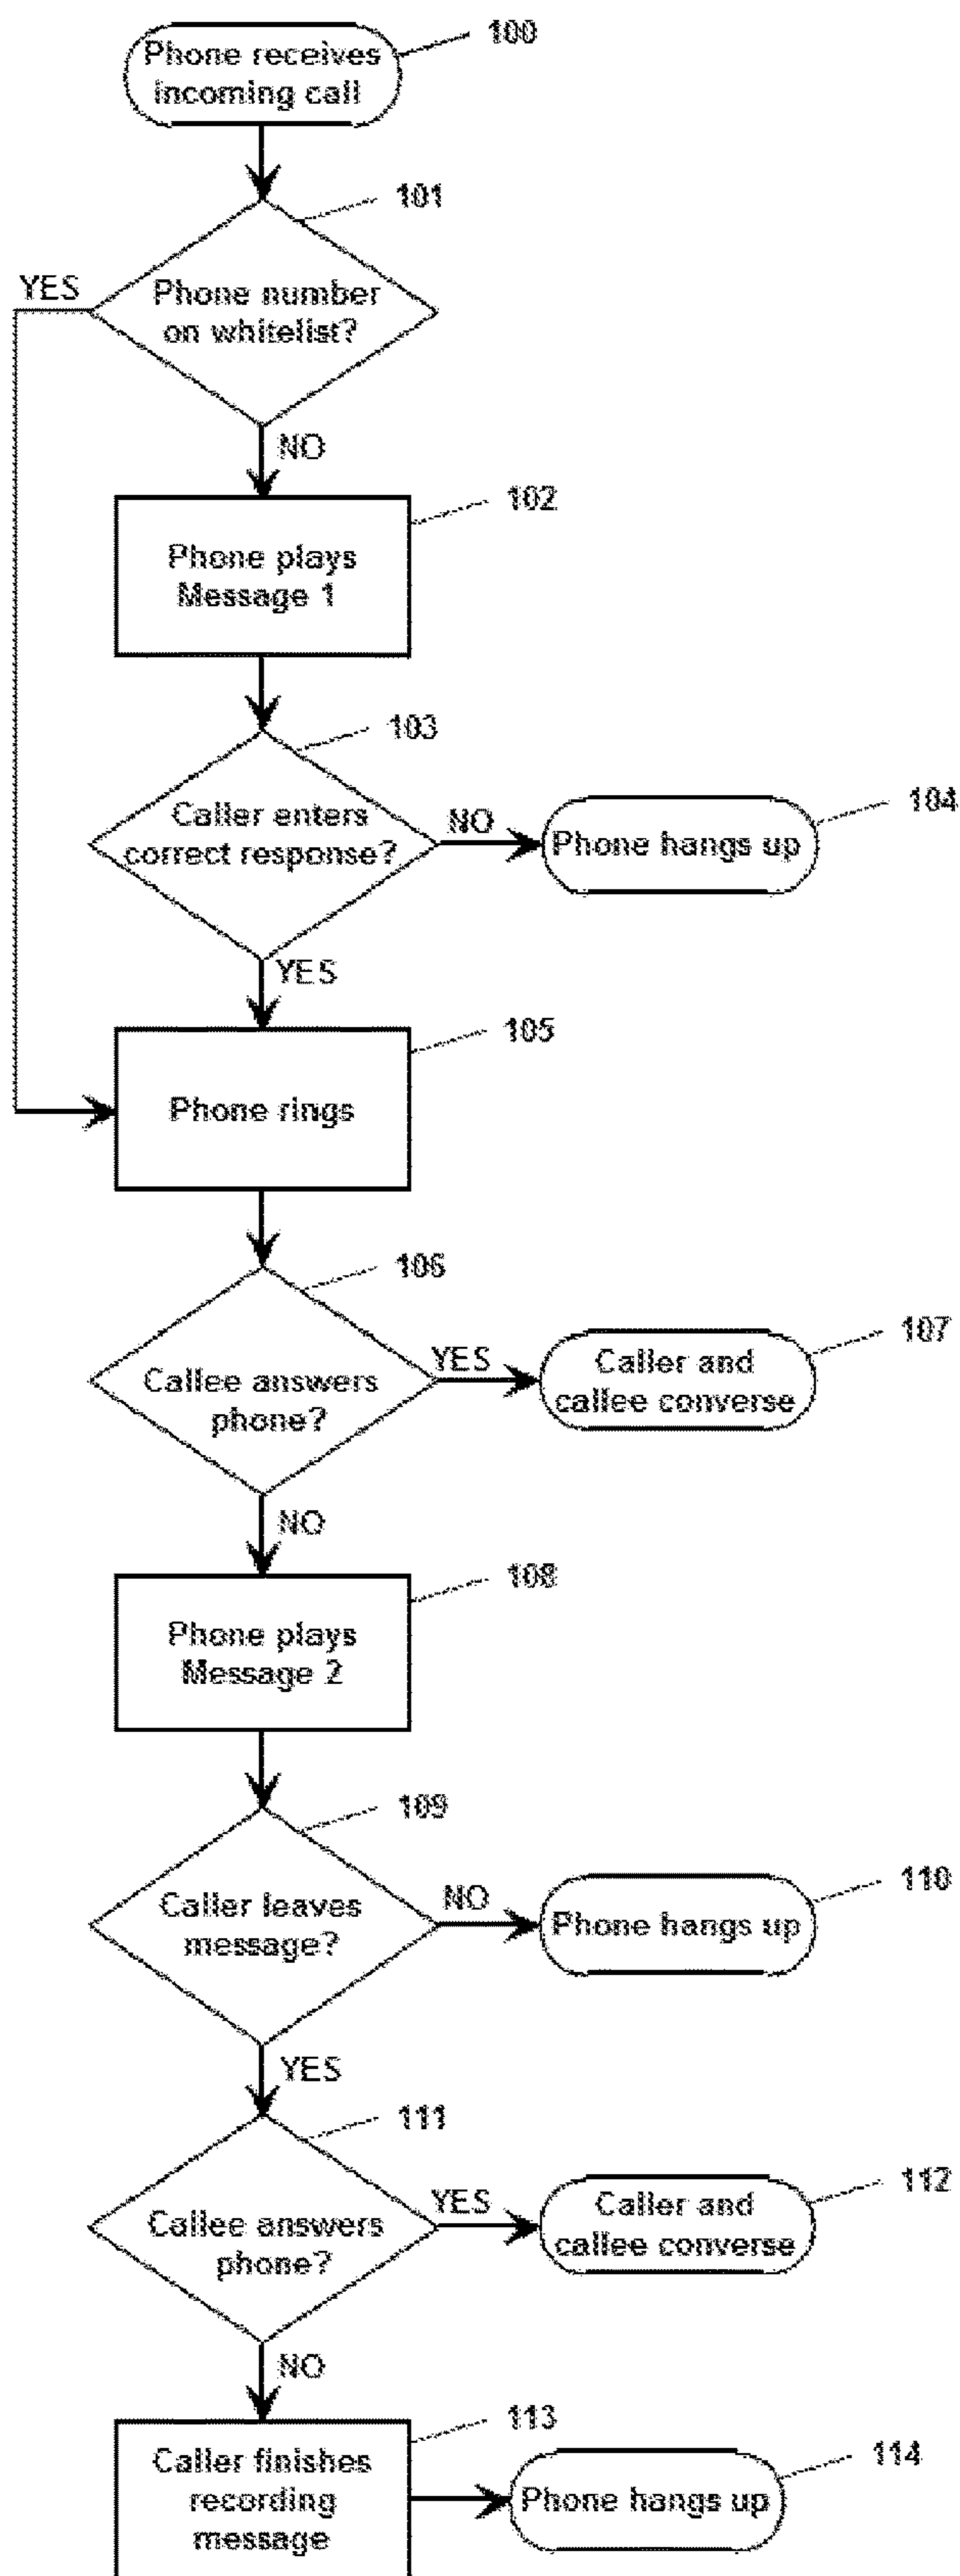 100
Phone receives
incoming call
101
YES
Phone number
on whitelist?
NO
102
Phone plays
Message 1
103
Caller enters
correct response?
NO
104
Phone hangs up
YES
105
Phone rings
106
Callee answers
phone?
YES
107
Caller and
callee converse
NO
108
Phone plays
Message 2
109
Caller leaves
message?
NO
110
Phone hangs up
YES
111
Callee answers
phone?
YES
112
Caller and
callee converse
NO
113
Caller finishes
recording
message
114
Phone hangs up